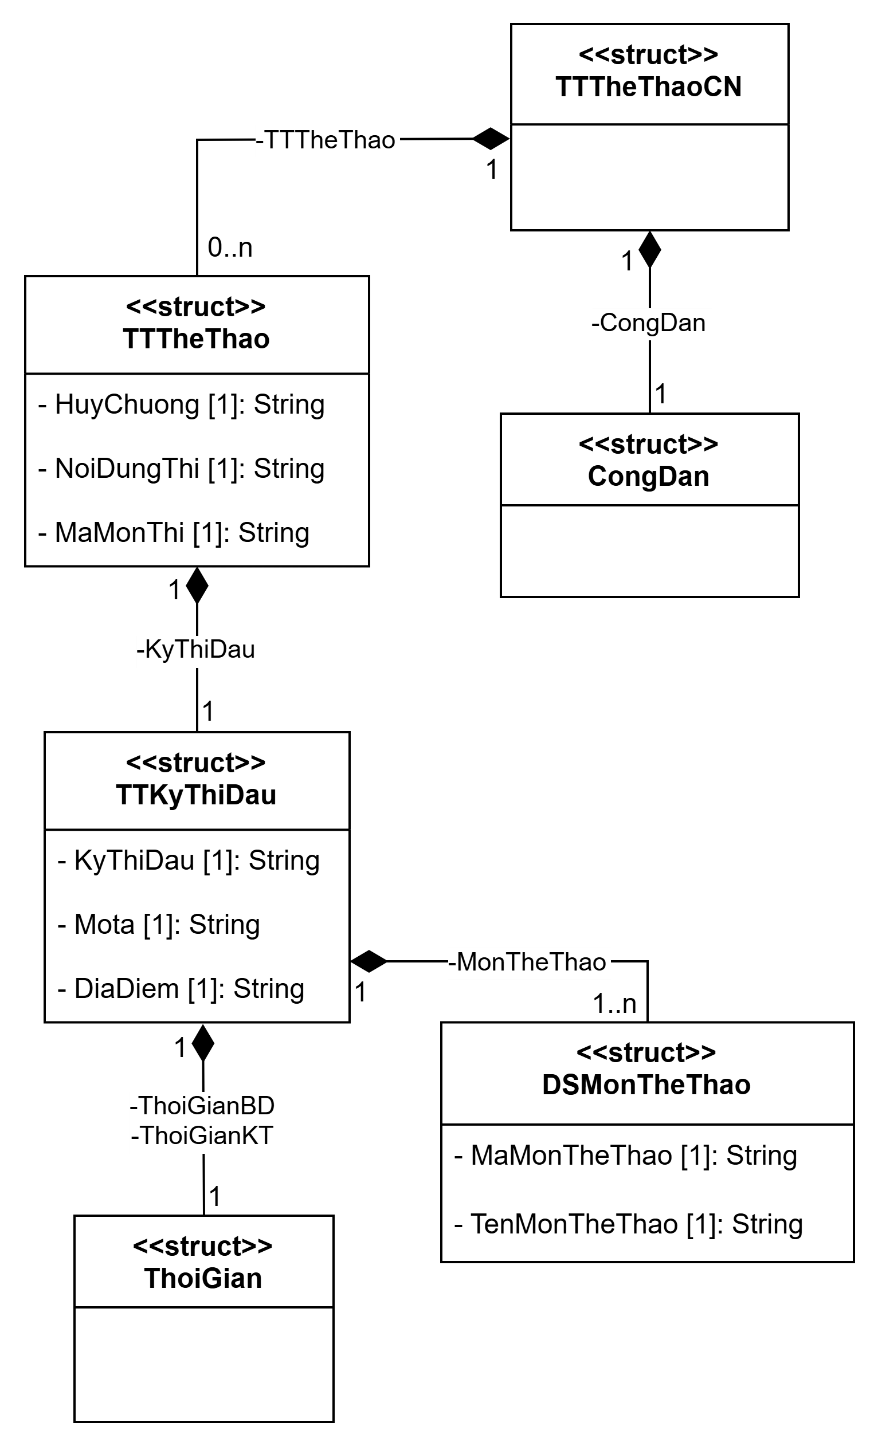 <<struct>>
TTTheThaoCN
-TTTheThao
1
0..n
1
-CongDan
1
<<struct>>
TTTheThao
- HuyChuong [1]: String
- NoiDungThi [1]: String
- MaMonThi [1]: String
<<struct>>
CongDan
1
-KyThiDau
1
<<struct>>
TTKyThiDau
- KyThiDau [1]: String
- Mota [1]: String
- DiaDiem [1]: String
-MonTheThao
1
1..n
1
-ThoiGianBD
-ThoiGianKT
1
<<struct>>
DSMonTheThao
- MaMonTheThao [1]: String
- TenMonTheThao [1]: String
<<struct>>
ThoiGian